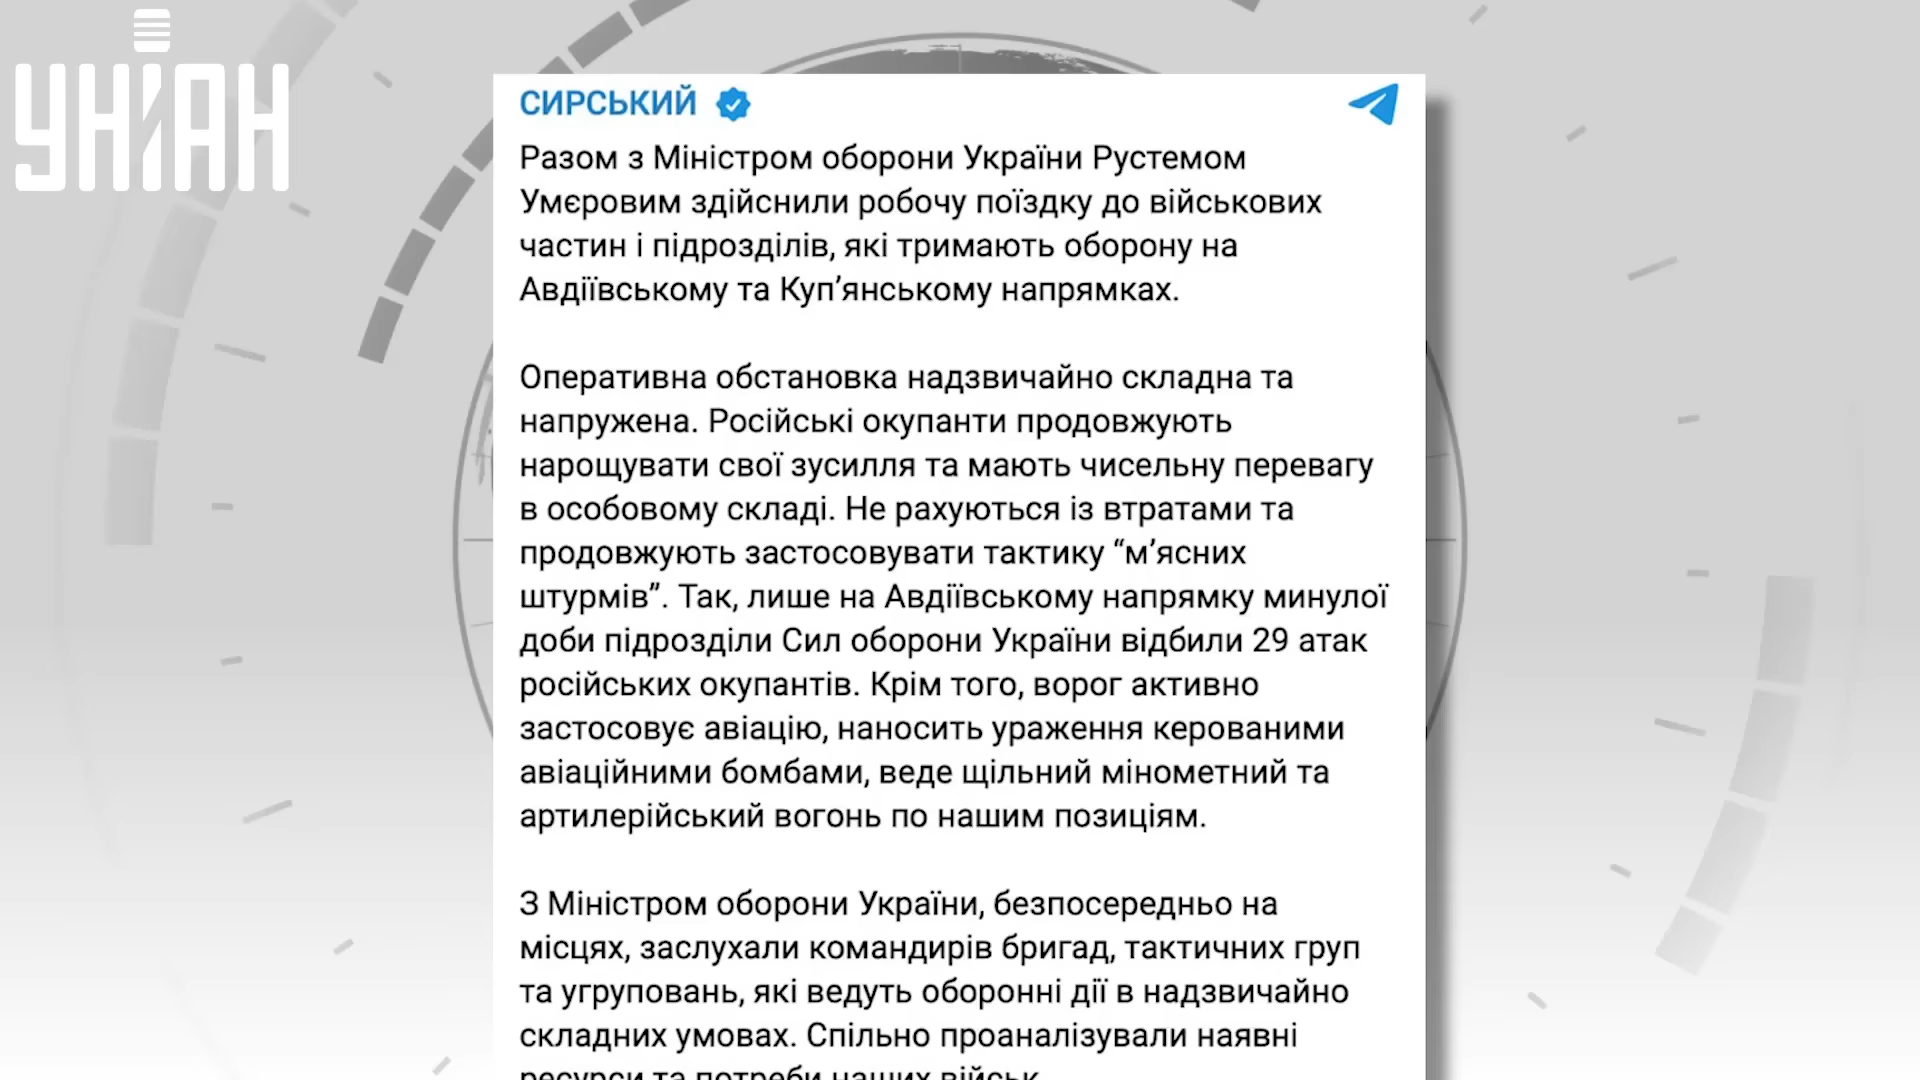 УНІАН
СИРСЬКИЙ
Разом з Міністром оборони України Рустемом
Умєровим здійснили робочу поїздку до військових
частин і підрозділів, які тримають оборону на
Авдіївському та Куп’янському напрямках.
Оперативна обстановка надзвичайно складна та
напружена. Російські окупанти продовжують
нарощувати свої зусилля та мають чисельну перевагу
в особовому складі. Не рахуються із втратами та
продовжують застосовувати тактику “м’ясних
штурмів”. Так, лише на Авдіївському напрямку минулої
доби підрозділи Сил оборони України відбили 29 атак
російських окупантів. Крім того, ворог активно
застосовує авіацію, наносить ураження керованими
авіаційними бомбами, веде щільний мінометний та
артилерійський вогонь по нашим позиціям.
З Міністром оборони України, безпосередньо на
місцях, заслухали командирів бригад, тактичних груп
та угруповань, які ведуть оборонні дії в надзвичайно
складних умовах. Спільно проаналізували наявні
ресурси та потреби наших військ.